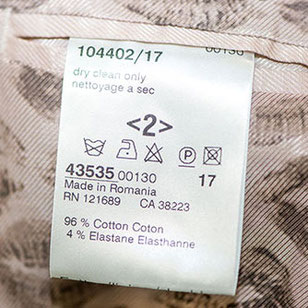 104402/17 00130
dry clean only
nettoyage a sec
<2>
P
43535 00130 17
Made in Romania
RN 121689 CA 38223
96 % Cotton Coton
4 % Elastane Elasthanne